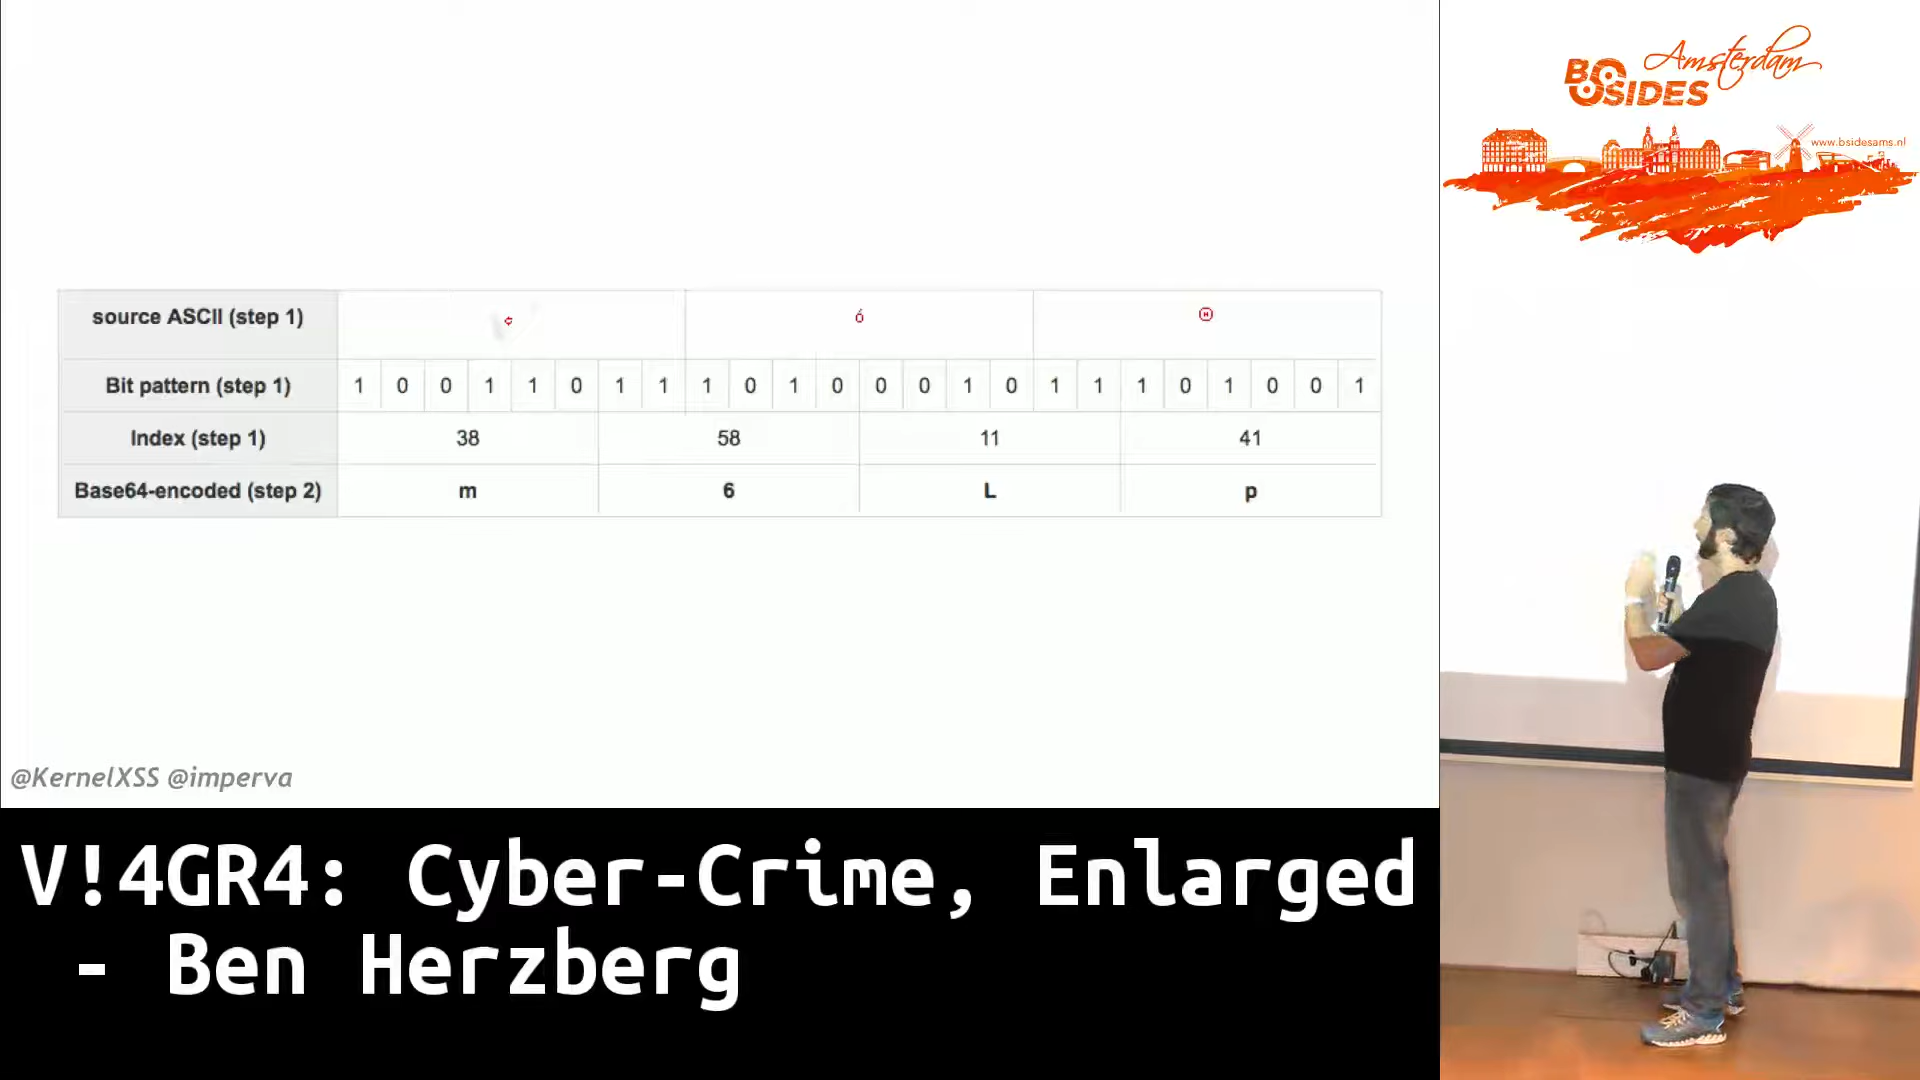 source ASCII (step 1) ¢ ó
Bit pattern (step 1) 1 0 0 1 1 0 1 1 1 0 1 0 0 0 1 0 1 1 1 0 1 0 0 1
Index (step 1) 38 58 11 41
Base64-encoded (step 2) m 6 L p
@KernelXSS @imperva
V!4GR4: Cyber-Crime, Enlarged
- Ben Herzberg
Amsterdam
BSIDES
www.bsidesams.nl